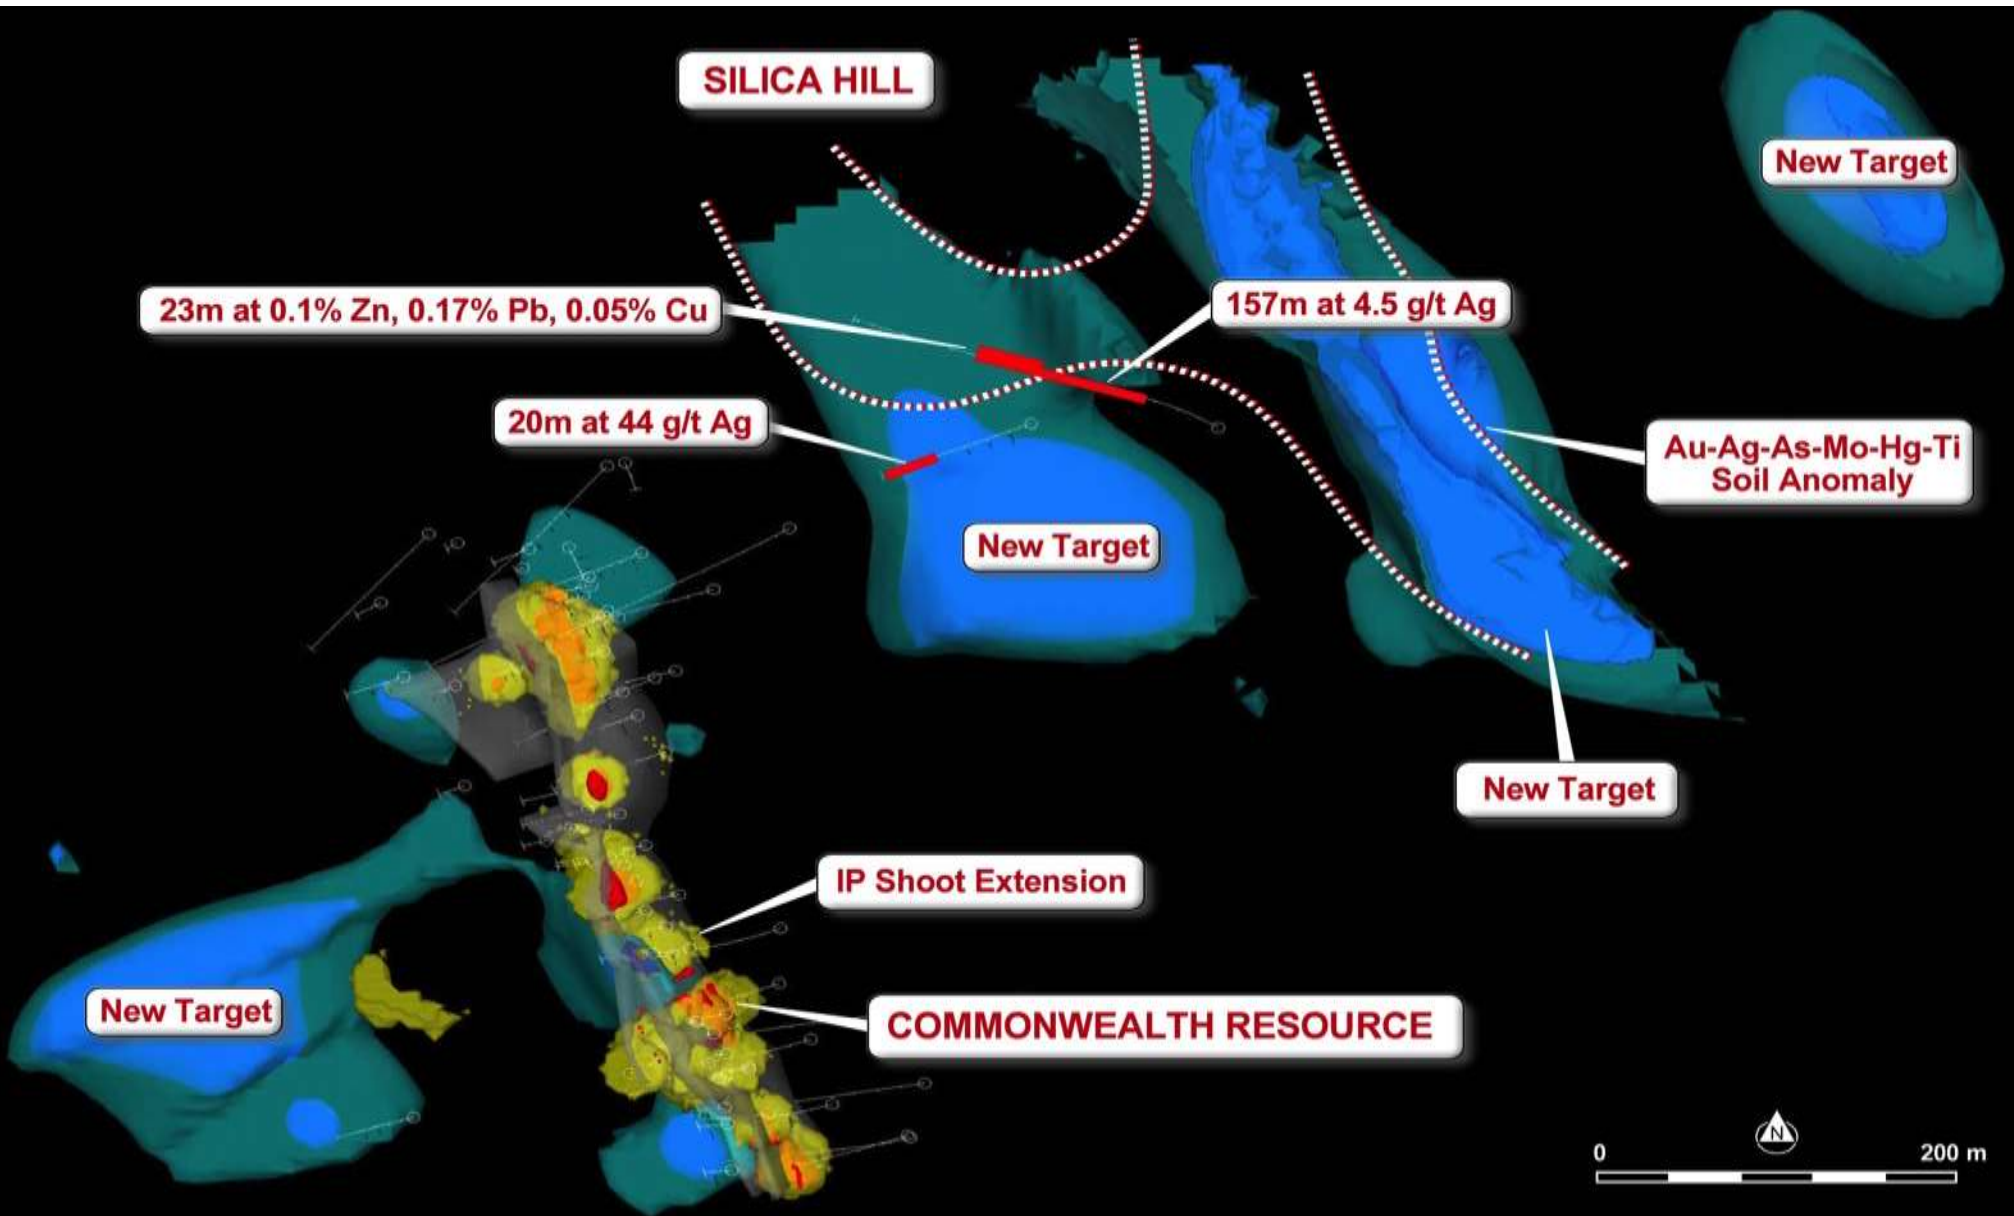 SILICA HILL
New Target
23m at 0.1% Zn, 0.17% Pb, 0.05% Cu
157m at 4.5 g/t Ag
20m at 44 g/t Ag
Au-Ag-As-Mo-Hg-Ti
Soil Anomaly
New Target
New Target
IP Shoot Extension
New Target
COMMONWEALTH RESOURCE
N
0
200 m